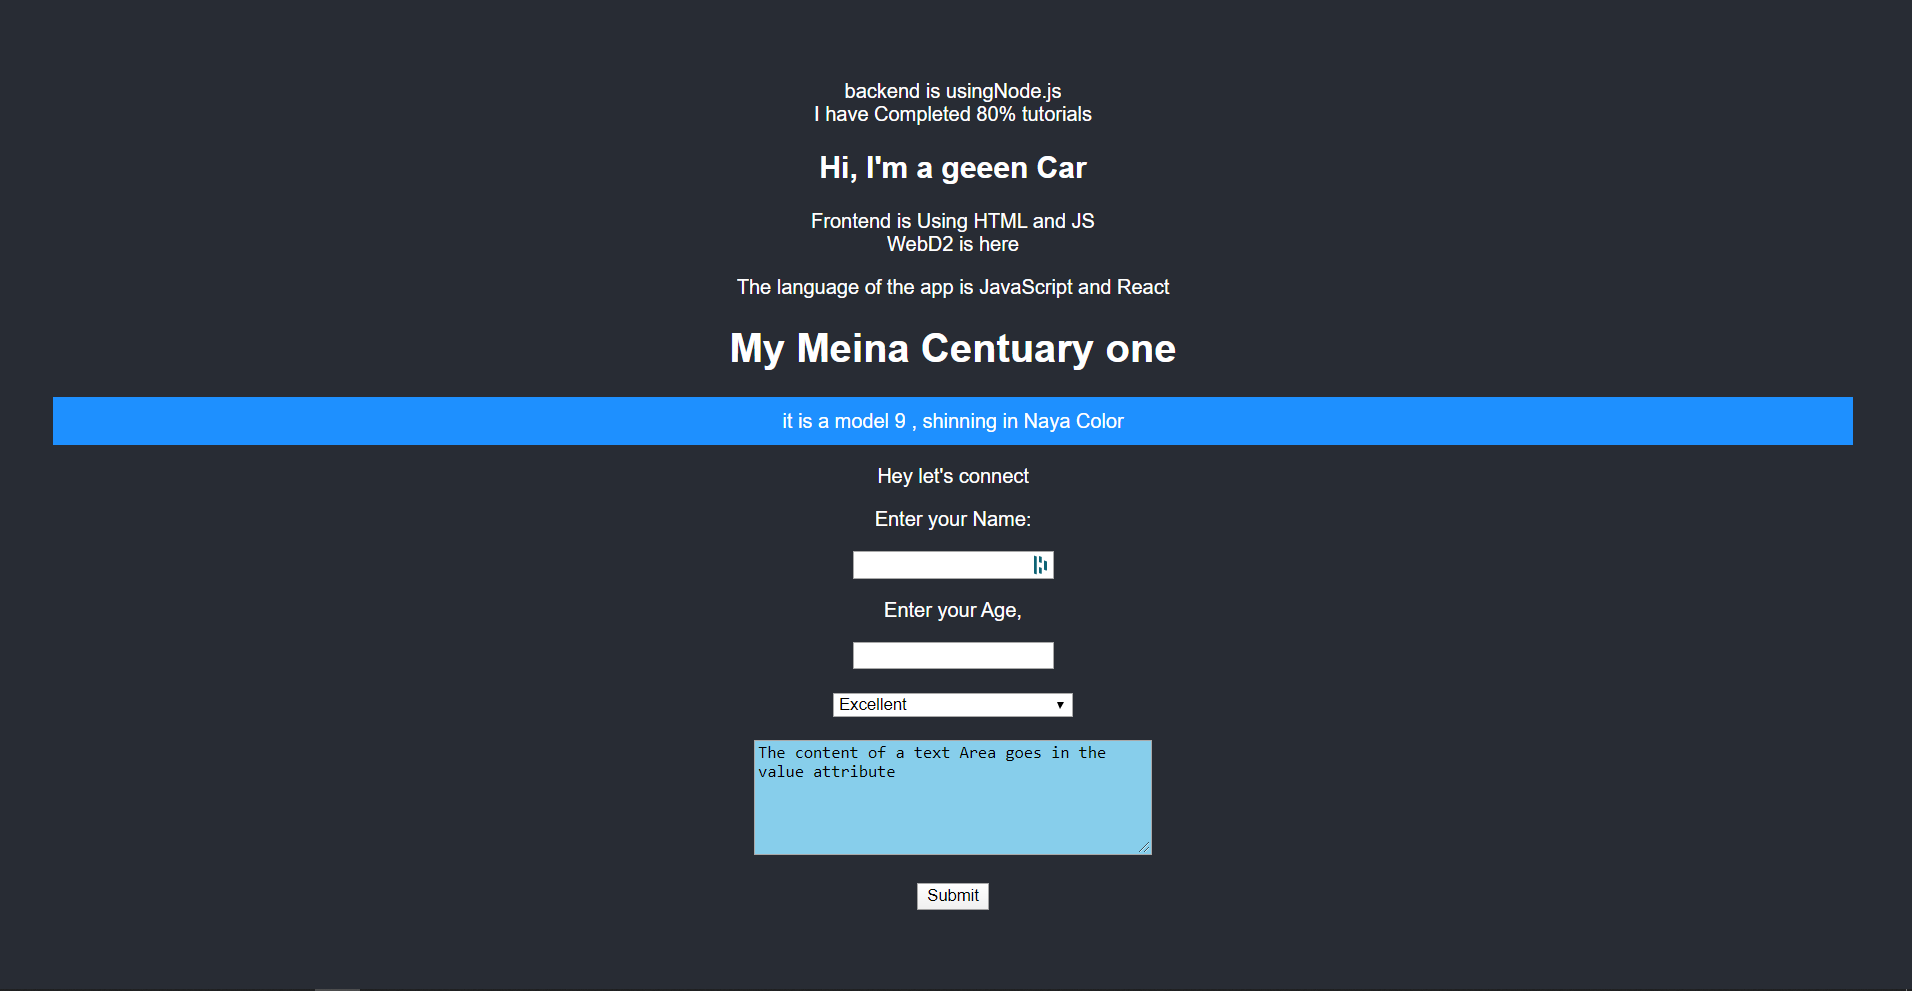 backend is usingNode.js
I have Completed 80% tutorials
Hi, I'm a geeen Car
Frontend is Using HTML and JS
WebD2 is here
The language of the app is JavaScript and React
My Meina Centuary one
it is a model 9 , shinning in Naya Color
Hey let's connect
Enter your Name:
Enter your Age,
Excellent
The content of a text Area goes in the
value attribute
Submit